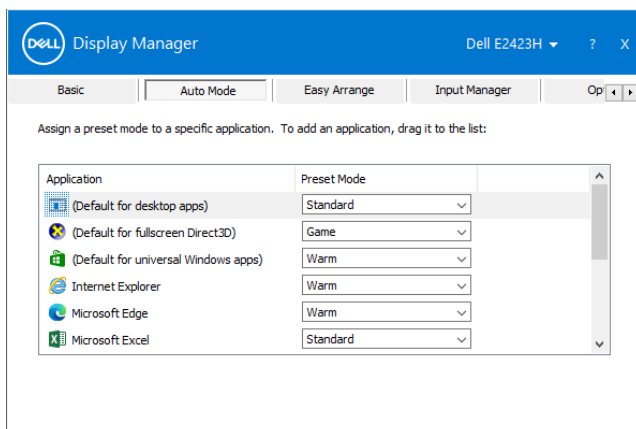 DELL Display Manager Dell E2423H ? X
Basic Auto Mode Easy Arrange Input Manager
Assign a preset mode to a specific application. To add an application, drag it to the list:
Application Preset Mode
(Default for desktop apps) Standard
(Default for fullscreen Direct3D) Game
(Default for universal Windows apps) Warm
Internet Explorer Warm
Microsoft Edge Warm
Microsoft Excel Standard